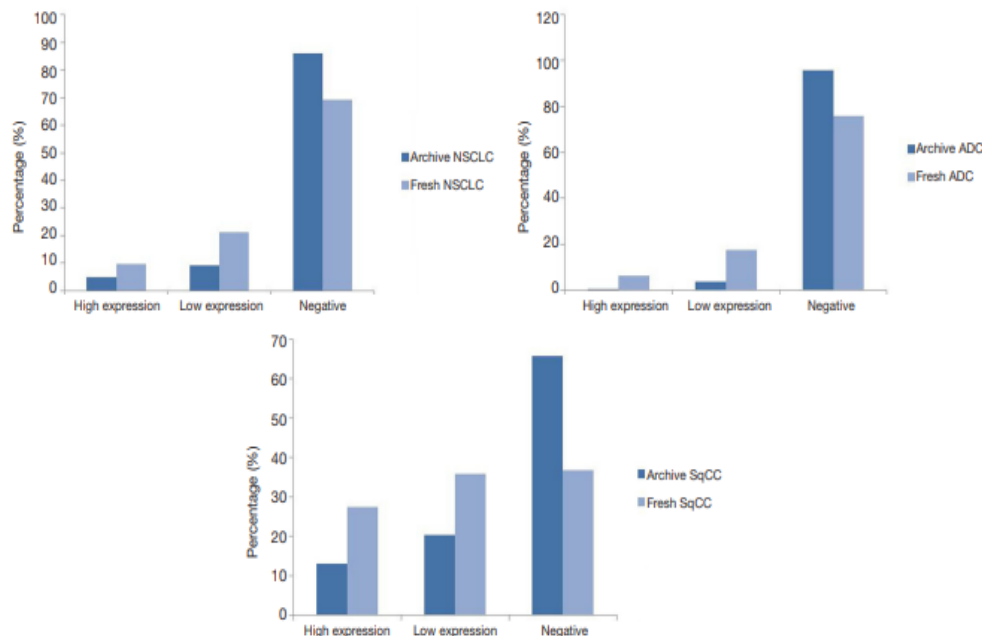 100
90
80
70
60
50
40
30
20
10
0
Percentage (%)
High expression Low expression Negative
Archive NSCLC
Fresh NSCLC
120
100
80
60
40
20
0
Percentage (%)
High expression Low expression Negative
Archive ADC
Fresh ADC
70
60
50
40
30
20
10
0
Percentage (%)
High expression Low expression Negative
Archive SqCC
Fresh SqCC